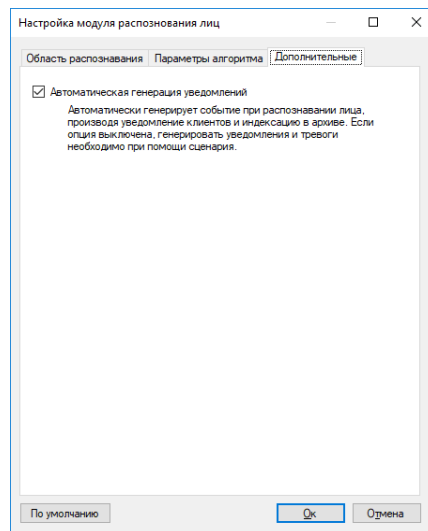 Настройка модуля распознования лиц
Область распознавания Параметры алгоритма Дополнительные
Автоматическая генерация уведомлений
Автоматически генерирует событие при распознавании лица,
производя уведомление клиентов и индексацию в архиве. Если
опция выключена, генерировать уведомления и тревоги
необходимо при помощи сценария.
По умолчанию Ок Отмена